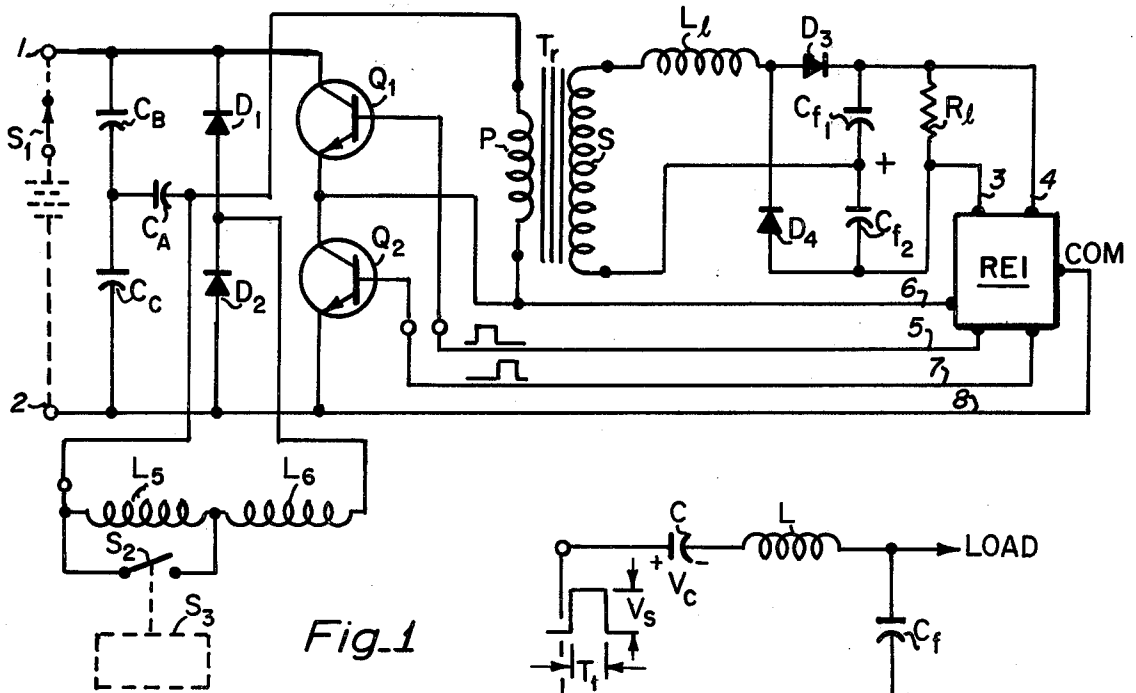 1
S1
2
CB
CA
CC
D1
D2
Q1
Q2
Tr
P
S
Lℓ
D3
D4
Cf1
+
Cf2
Rℓ
3
4
REI
COM
6
5
7
8
L5
L6
S2
S3
Fig_1
C
L
+
-
VC
VS
T1
LOAD
Cf